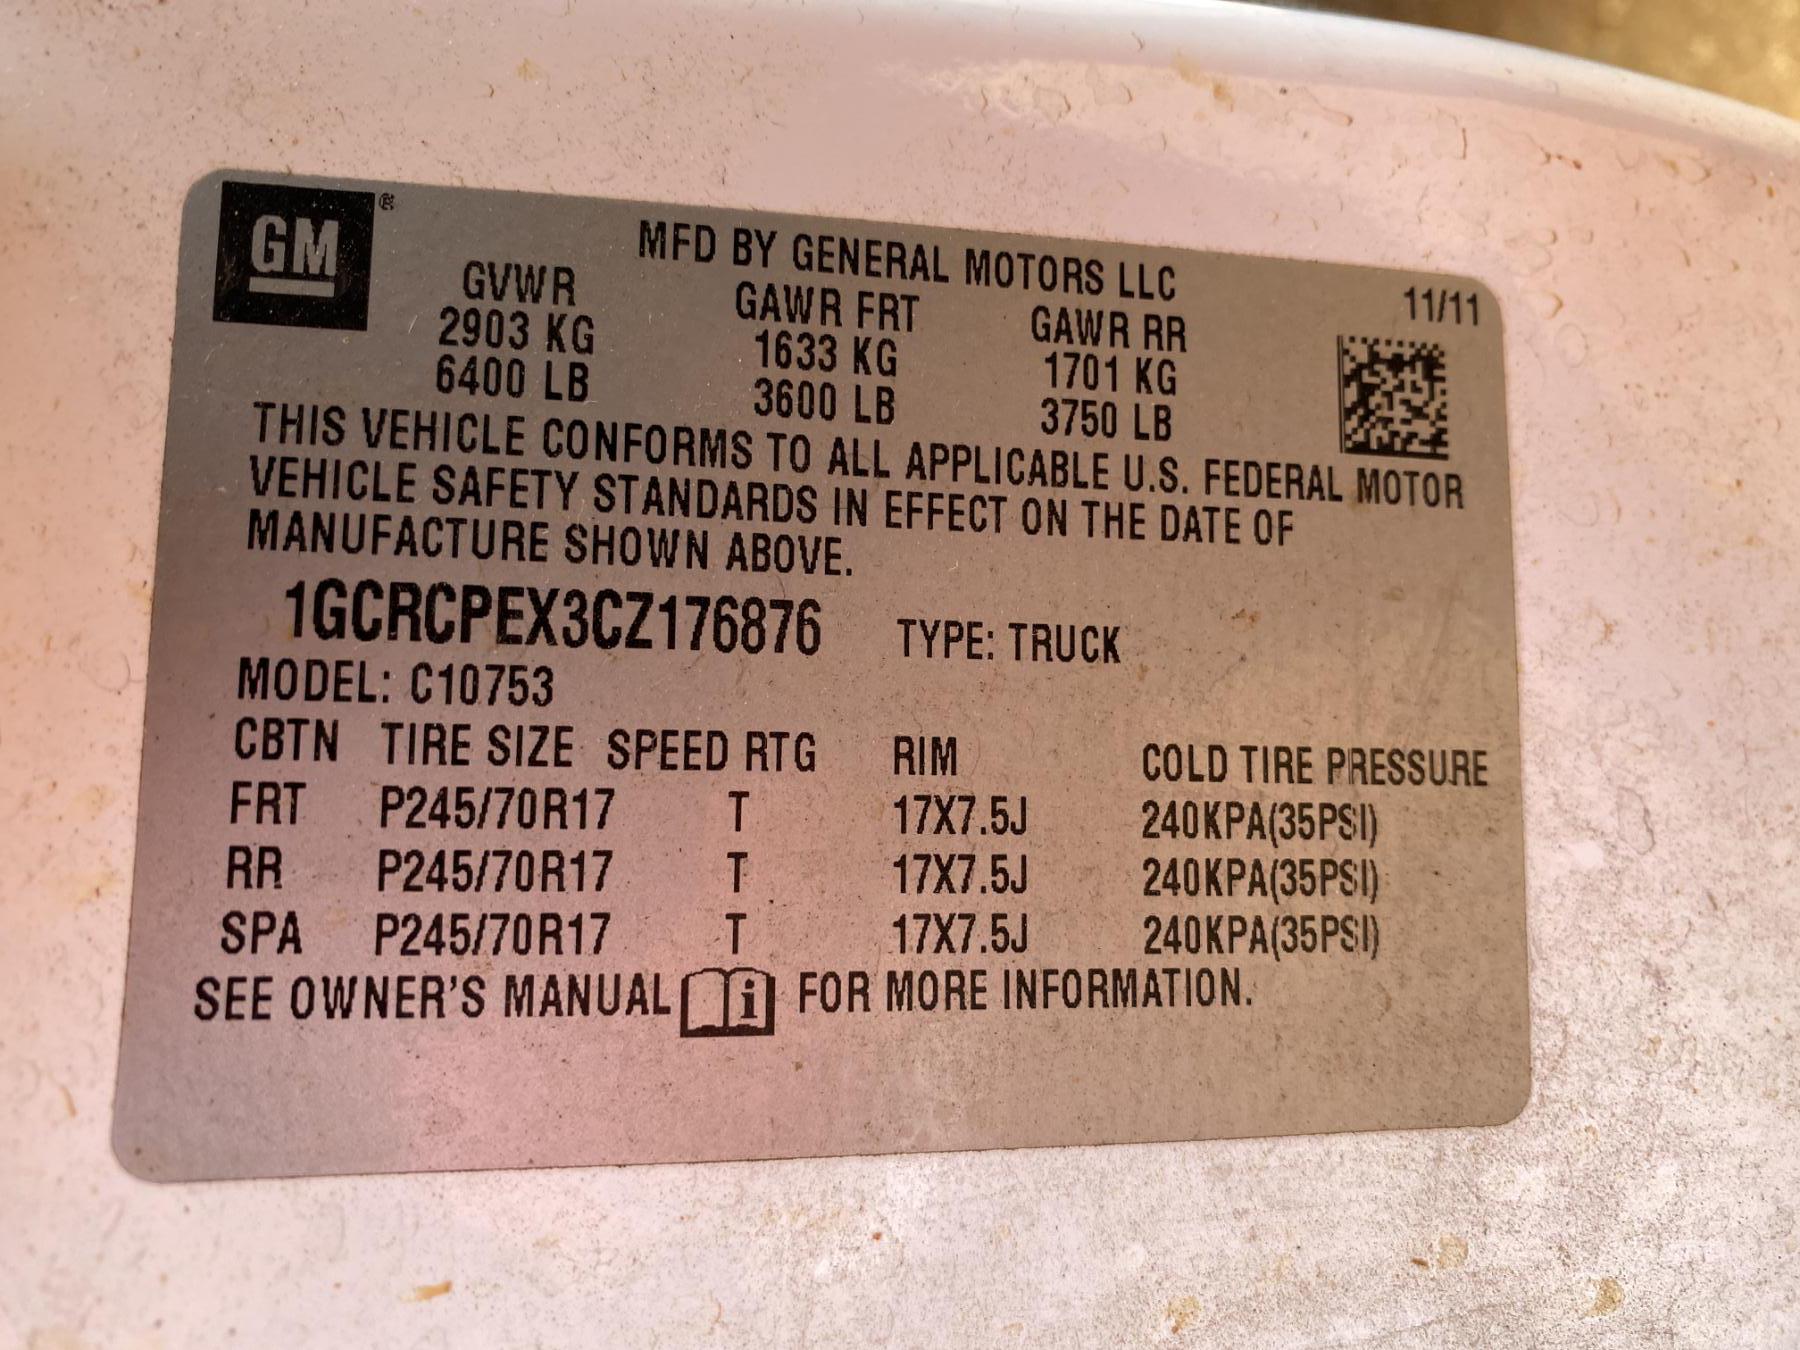 GM ®
MFD BY GENERAL MOTORS LLC
11/11
GVWR GAWR FRT GAWR RR
2903 KG 1633 KG 1701 KG
6400 LB 3600 LB 3750 LB
THIS VEHICLE CONFORMS TO ALL APPLICABLE U.S. FEDERAL MOTOR
VEHICLE SAFETY STANDARDS IN EFFECT ON THE DATE OF
MANUFACTURE SHOWN ABOVE.
1GCRCPEX3CZ176876 TYPE: TRUCK
MODEL: C10753
CBTN TIRE SIZE SPEED RTG RIM COLD TIRE PRESSURE
FRT P245/70R17 T 17X7.5J 240KPA(35PSI)
RR P245/70R17 T 17X7.5J 240KPA(35PSI)
SPA P245/70R17 T 17X7.5J 240KPA(35PSI)
SEE OWNER'S MANUAL i FOR MORE INFORMATION.